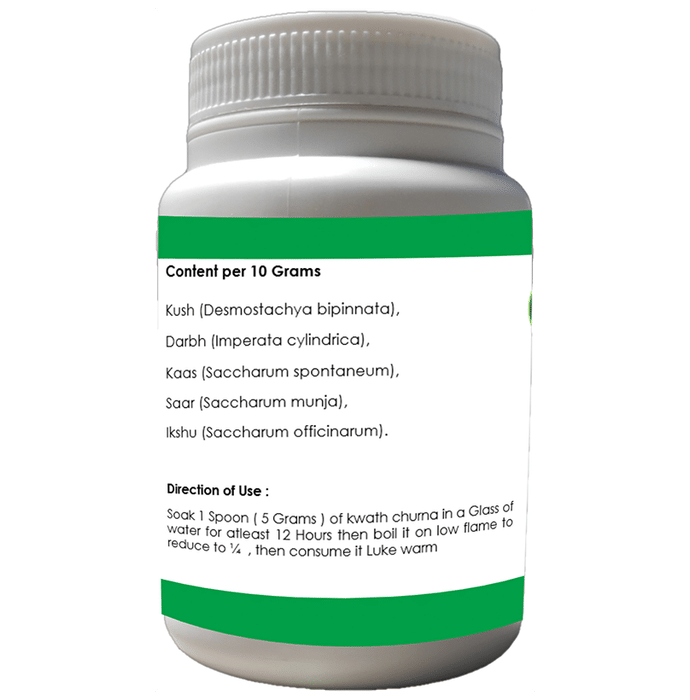 Content per 10 Grams
Kush (Desmostachya bipinnata),
Darbh (Imperata cylindrica),
Kaas (Saccharum spontaneum),
Saar (Saccharum munja),
Ikshu (Saccharum officinarum).
Direction of Use :
Soak 1 Spoon ( 5 Grams ) of kwath churna in a Glass of
water for atleast 12 Hours then boil it on low flame to
reduce to ¼ , then consume it Luke warm